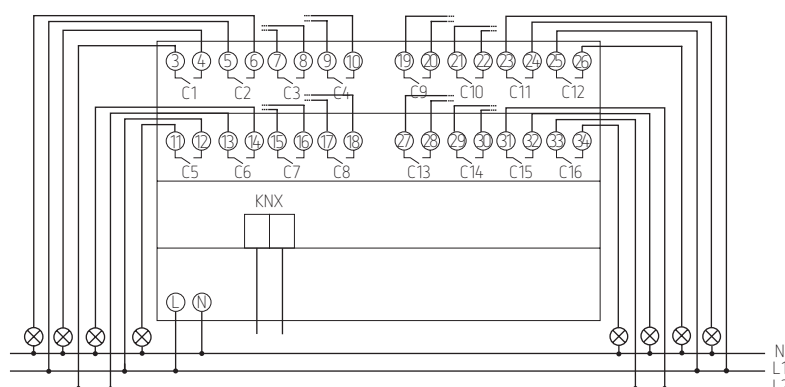 3 4 5 6 7 8 9 10 19 20 21 22 23 24 25 26
C1 C2 C3 C4 C9 C10 C11 C12
11 12 13 14 15 16 17 18 27 28 29 30 31 32 33 34
C5 C6 C7 C8 C13 C14 C15 C16
KNX
L N
N
L1